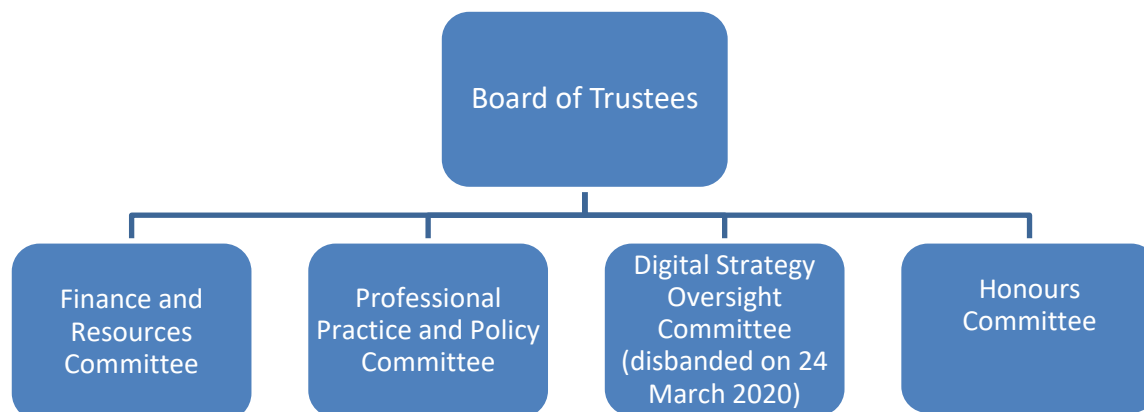 Board of Trustees
Finance and
Resources
Committee
Professional
Practice and Policy
Committee
Digital Strategy
Oversight
Committee
(disbanded on 24
March 2020)
Honours
Committee